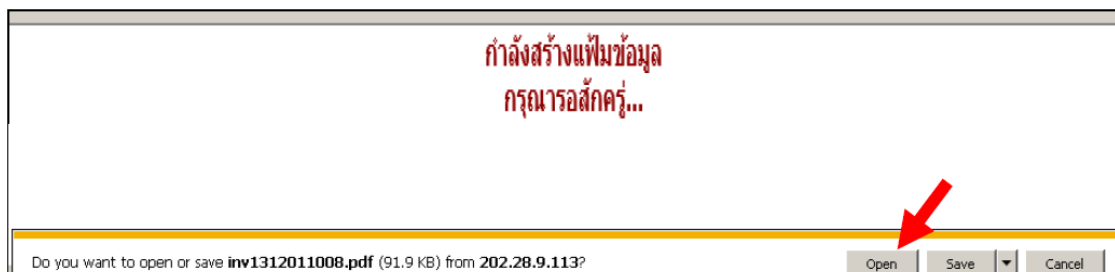 กำลังสร้างแฟ้มข้อมูล
กรุณารอสักครู่...
Do you want to open or save inv1312011008.pdf (91.9 KB) from 202.28.9.113?
Open Save Cancel